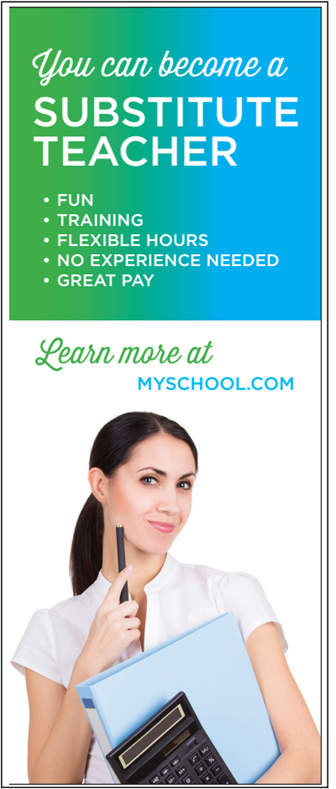 You can become a
SUBSTITUTE
TEACHER
• FUN
• TRAINING
• FLEXIBLE HOURS
• NO EXPERIENCE NEEDED
• GREAT PAY
Learn more at
MYSCHOOL.COM